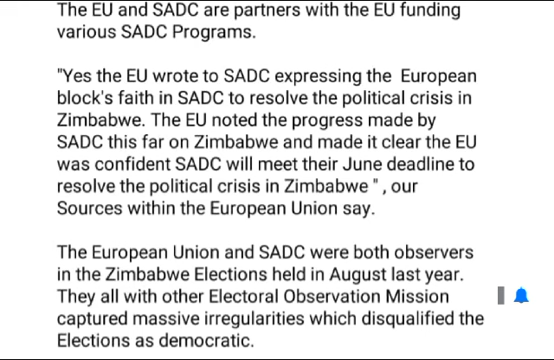 The EU and SADC are partners with the EU funding
various SADC Programs.
"Yes the EU wrote to SADC expressing the European
block's faith in SADC to resolve the political crisis in
Zimbabwe. The EU noted the progress made by
SADC this far on Zimbabwe and made it clear the EU
was confident SADC will meet their June deadline to
resolve the political crisis in Zimbabwe " , our
Sources within the European Union say.
The European Union and SADC were both observers
in the Zimbabwe Elections held in August last year.
They all with other Electoral Observation Mission
captured massive irregularities which disqualified the
Elections as democratic.